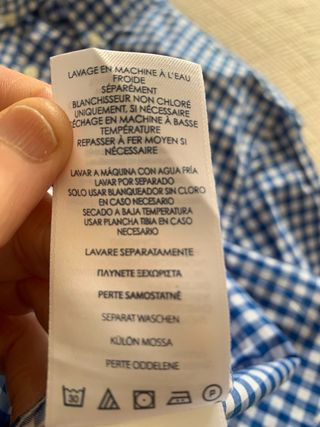 LAVAGE EN MACHINE À L'EAU
FROIDE
SÉPARÉMENT
BLANCHISSEUR NON CHLORÉ
UNIQUEMENT, SI NÉCESSAIRE
SÉCHAGE EN MACHINE À BASSE
TEMPÉRATURE
REPASSER À FER MOYEN SI
NÉCESSAIRE
LAVAR A MÁQUINA CON AGUA FRÍA
LAVAR POR SEPARADO
SOLO USAR BLANQUEADOR SIN CLORO
EN CASO NECESARIO
SECADO A BAJA TEMPERATURA
USAR PLANCHA TIBIA EN CASO
NECESARIO
LAVARE SEPARATAMENTE
ΠΛΥΝΕΤΕ ΞΕΧΩΡΙΣΤΑ
PERTE SAMOSTATNĚ
SEPARAT WASCHEN
KÜLÖN MOSSA
PERTE ODDELENE
30
P